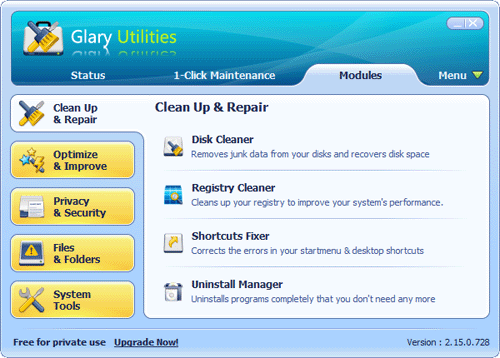 Glary Utilities
Status
1-Click Maintenance
Modules
Menu
Clean Up
& Repair
Optimize
& Improve
Privacy
& Security
Files
& Folders
System
Tools
Clean Up & Repair
Disk Cleaner
Removes junk data from your disks and recovers disk space
Registry Cleaner
Cleans up your registry to improve your system's performance.
Shortcuts Fixer
Corrects the errors in your startmenu & desktop shortcuts
Uninstall Manager
Uninstalls programs completely that you don't need any more
Free for private use Upgrade Now!
Version : 2.15.0.728